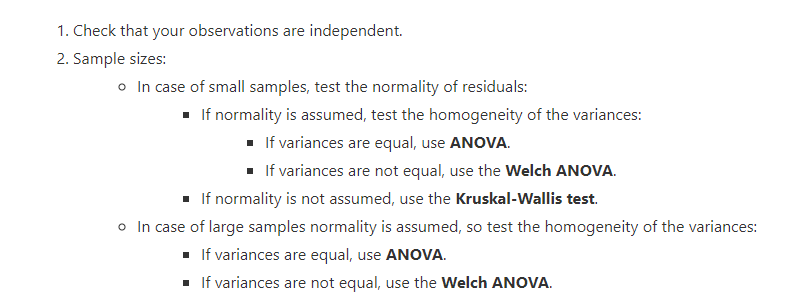 1. Check that your observations are independent.
2. Sample sizes:
In case of small samples, test the normality of residuals:
If normality is assumed, test the homogeneity of the variances:
If variances are equal, use ANOVA.
If variances are not equal, use the Welch ANOVA.
If normality is not assumed, use the Kruskal-Wallis test.
In case of large samples normality is assumed, so test the homogeneity of the variances:
If variances are equal, use ANOVA.
If variances are not equal, use the Welch ANOVA.